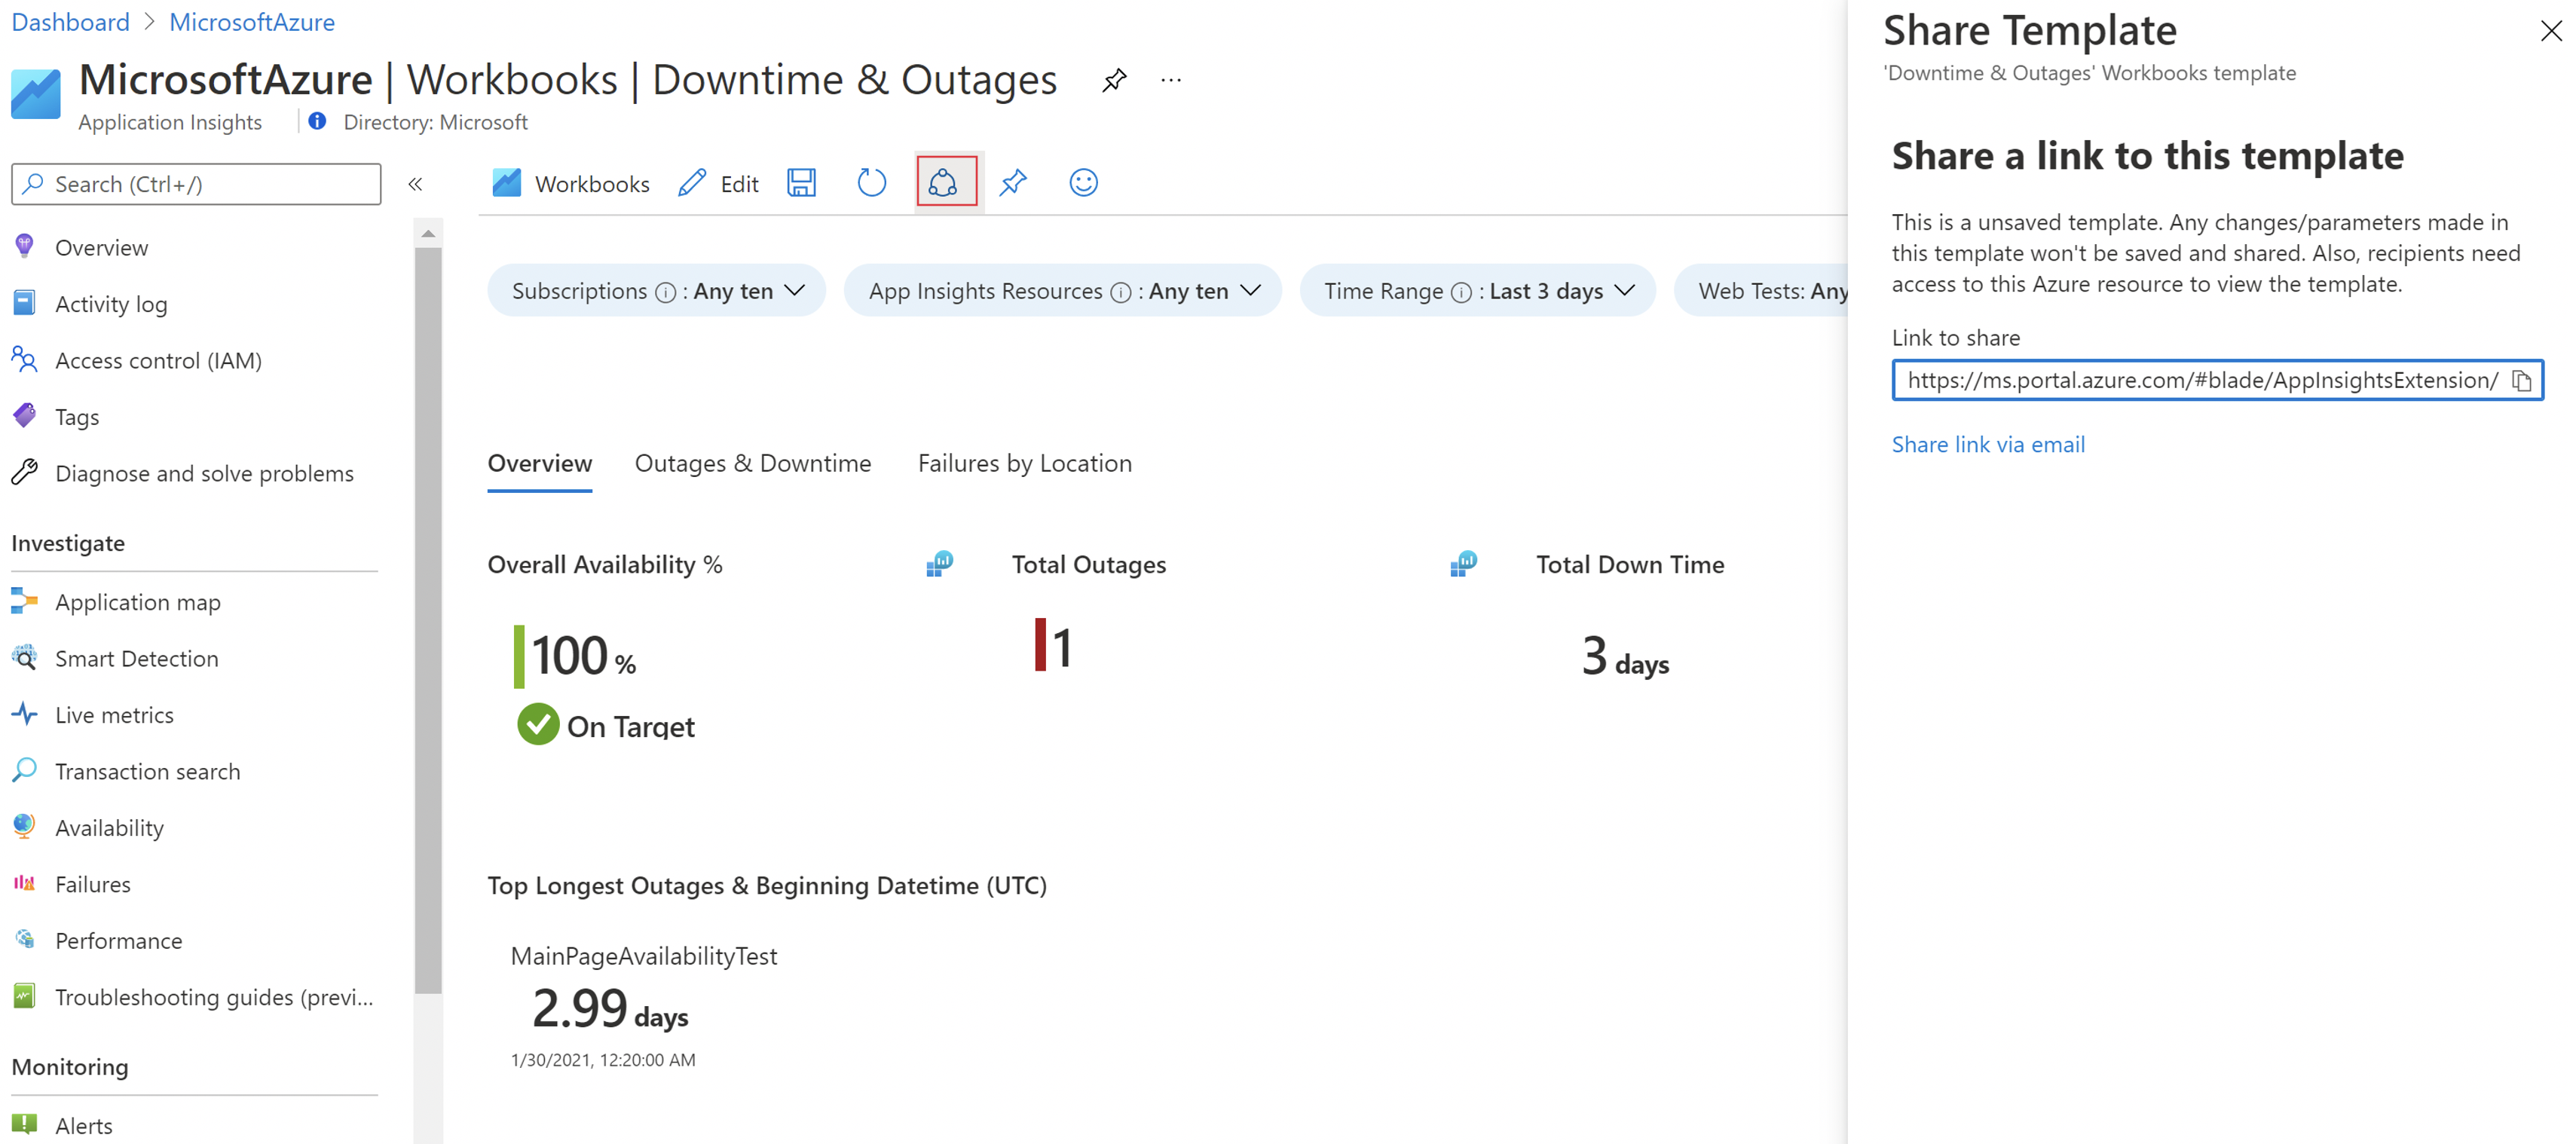 Dashboard > MicrosoftAzure
MicrosoftAzure | Workbooks | Downtime & Outages ...
Application Insights | Directory: Microsoft
Search (Ctrl+/) «
Overview
Activity log
Access control (IAM)
Tags
Diagnose and solve problems
Investigate
Application map
Smart Detection
Live metrics
Transaction search
Availability
Failures
Performance
Troubleshooting guides (previ...
Monitoring
Alerts
Workbooks Edit
Subscriptions : Any ten App Insights Resources : Any ten Time Range : Last 3 days Web Tests: Any
Overview Outages & Downtime Failures by Location
Overall Availability % Total Outages Total Down Time
100 % 1 3 days
On Target
Top Longest Outages & Beginning Datetime (UTC)
MainPageAvailabilityTest
2.99 days
1/30/2021, 12:20:00 AM
Share Template
'Downtime & Outages' Workbooks template
Share a link to this template
This is a unsaved template. Any changes/parameters made in
this template won't be saved and shared. Also, recipients need
access to this Azure resource to view the template.
Link to share
https://ms.portal.azure.com/#blade/AppInsightsExtension/
Share link via email